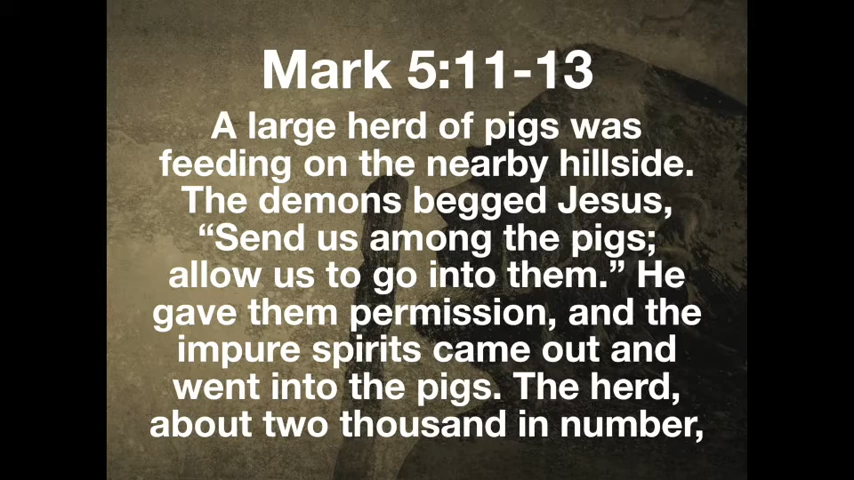 Mark 5:11-13
A large herd of pigs was
feeding on the nearby hillside.
The demons begged Jesus,
“Send us among the pigs;
allow us to go into them.” He
gave them permission, and the
impure spirits came out and
went into the pigs. The herd,
about two thousand in number,